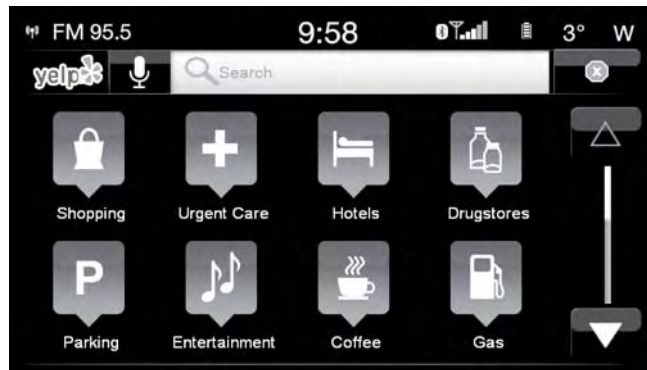 FM 95.5 9:58 3° W
yelp Search
Shopping Urgent Care Hotels Drugstores
P
Parking Entertainment Coffee Gas